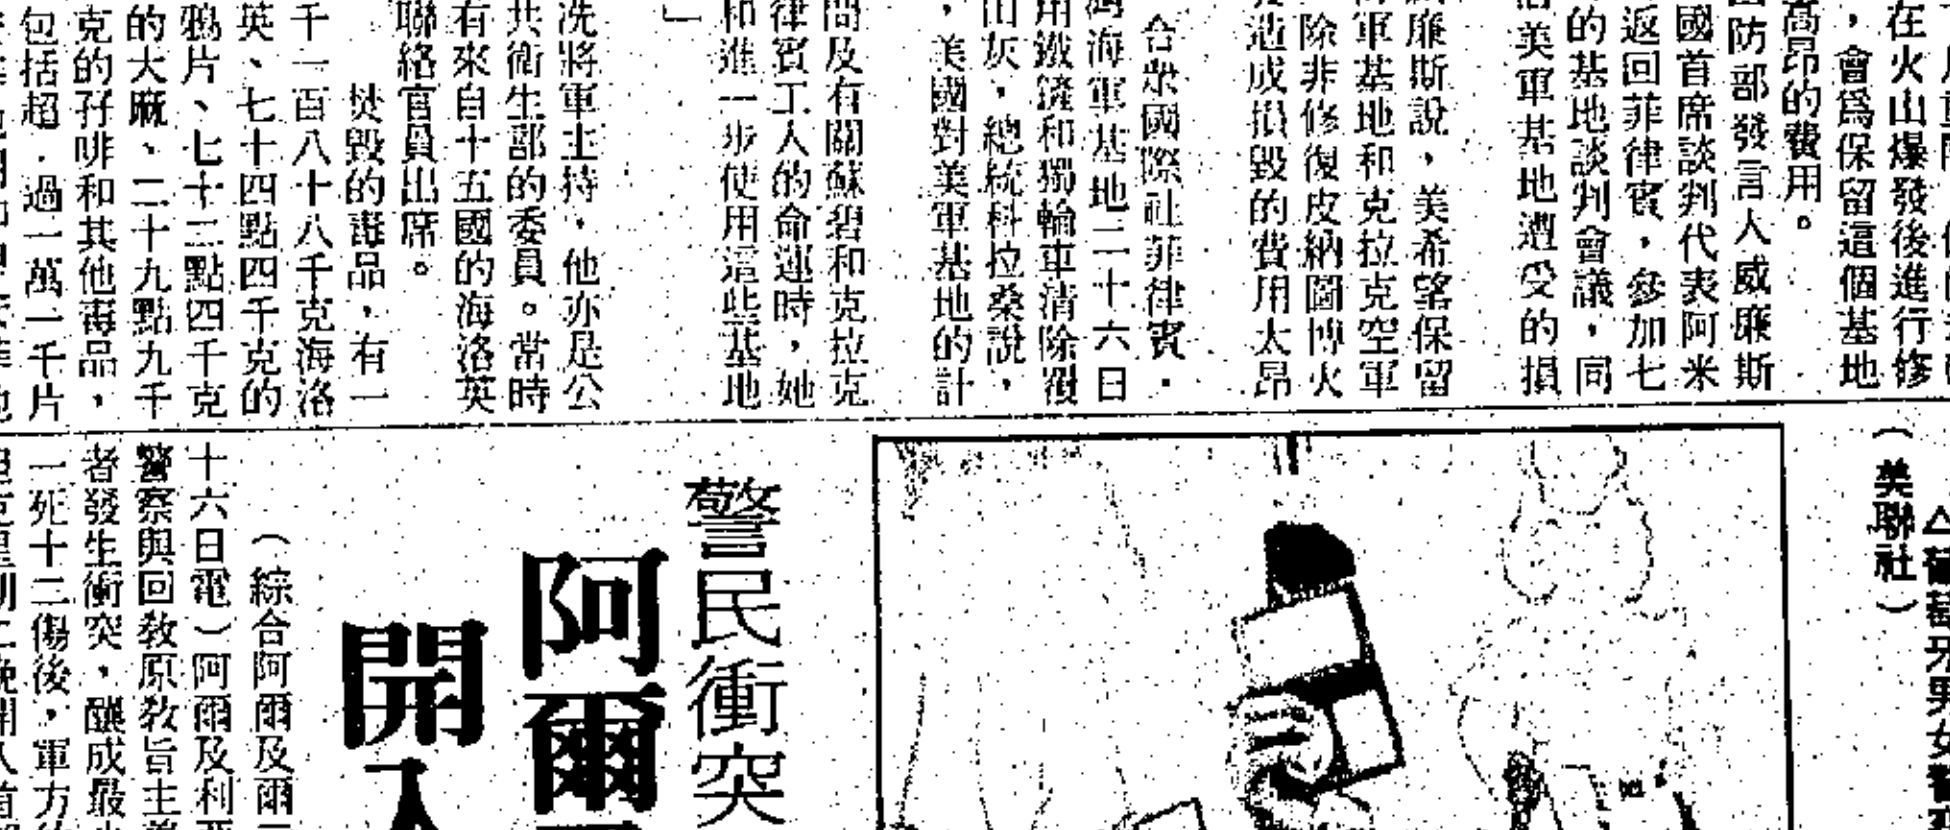 在火山爆發後進行修
，會爲保留這個基地
高昂的費用。
國防部發言人威廉斯
國首席談判代表阿米
返回菲律賓，參加七
的基地談判會議，同
美軍基地遭受的損
廉斯說，美希望保留
軍基地和克拉克空軍
除非修復皮納圖博火
造成損毀的費用太昂
合衆國際社菲律賓．
灣海軍基地二十六日
用鐵鏟和獨輪車清除覆
山灰，總統科拉桑說，
，美國對美軍基地的計
問及有關蘇碧和克拉克
律賓工人的命運時，她
和進一步使用這些基地
」
冼將軍主持，他亦是公
共衞生部的委員。當時
有來自十五國的海洛英
聯絡官員出席。
焚毀的毒品，有一
千一百八十八千克海洛
英、七十四點四千克的
鴉片、七十二點四千克
的大麻、二十九點九千
克的孖啡和其他毒品，
包括超．過一萬一千片
△葡萄牙男女警
（美聯社）
警民衝突
阿爾
開入
（綜合阿爾及爾
十六日電）阿爾及利
警察與回教原教旨主
者發生衝突，釀成最
一死十二傷後，軍方